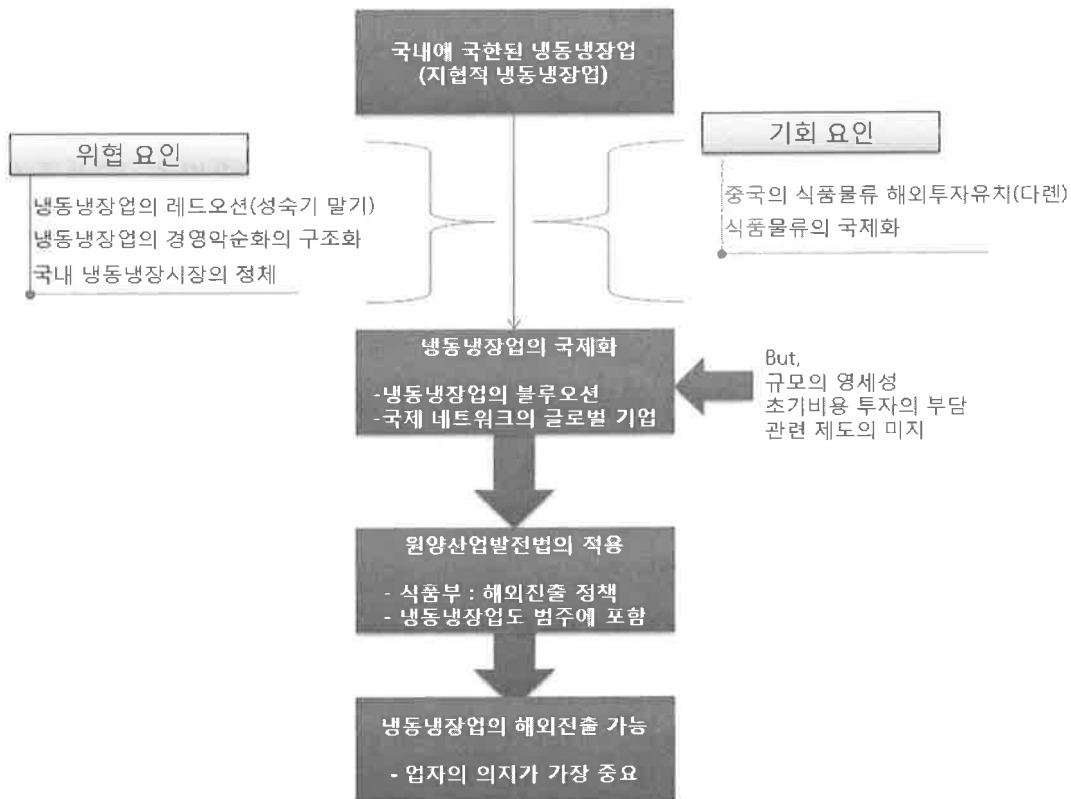 국내에 국한된 냉동냉장업
(지협적 냉동냉장업)
위협 요인
냉동냉장업의 레드오션(성숙기 말기)
냉동냉장업의 경영악순화의 구조화
국내 냉동냉장시장의 정체
기회 요인
중국의 식품물류 해외투자유치(다롄)
식품물류의 국제화
냉동냉장업의 국제화
-냉동냉장업의 블루오션
-국제 네트워크의 글로벌 기업
But,
규모의 영세성
초기비용 투자의 부담
관련 제도의 미지
원양산업발전법의 적용
- 식품부 : 해외진출 정책
- 냉동냉장업도 범주에 포함
냉동냉장업의 해외진출 가능
- 업자의 의지가 가장 중요